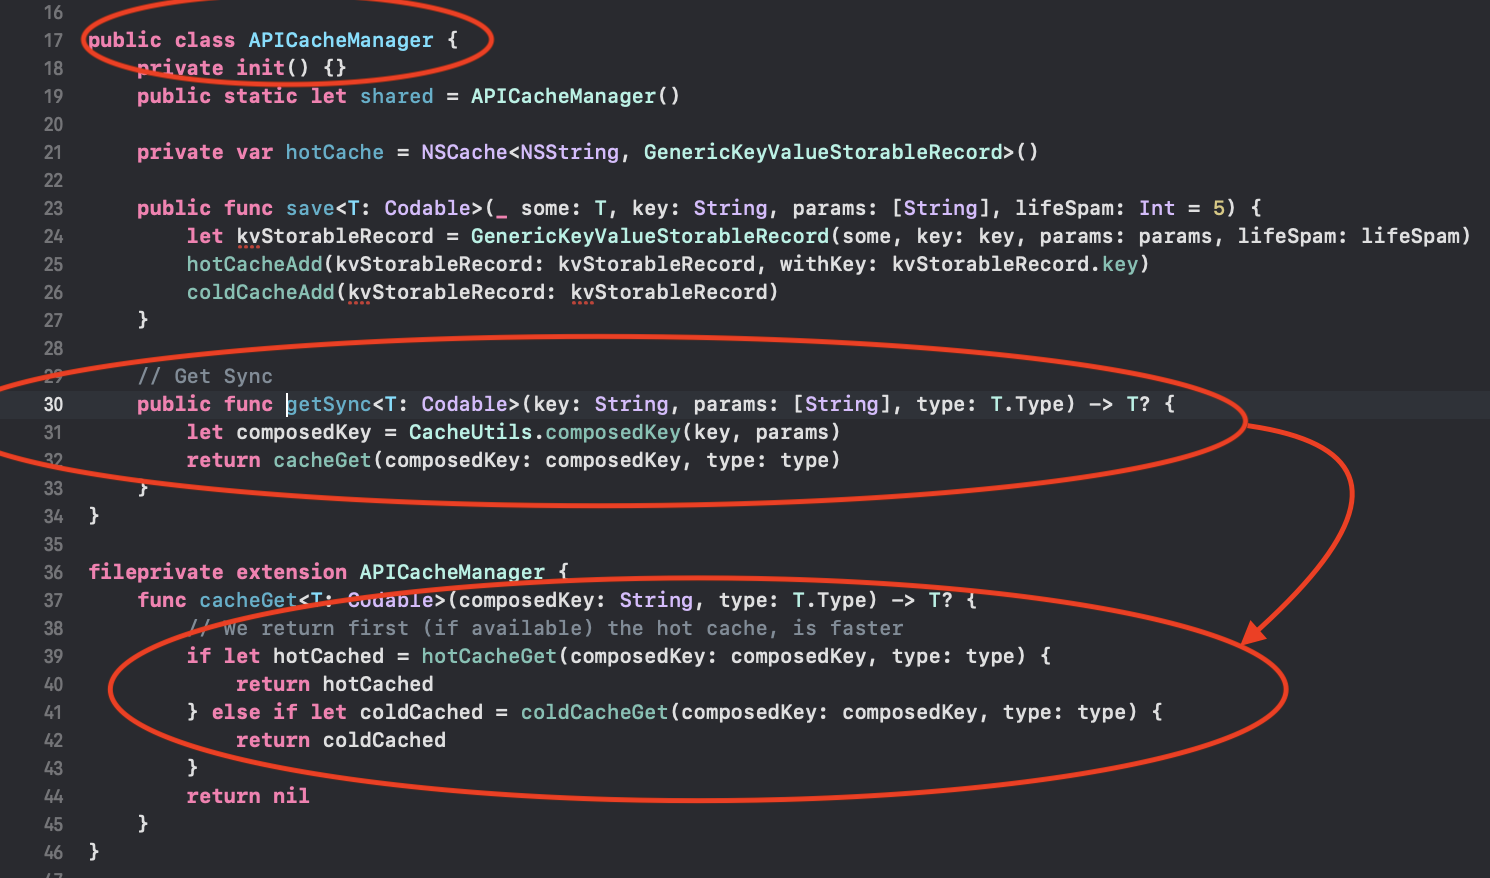 16
17 public class APICacheManager {
18 private init() {}
19 public static let shared = APICacheManager()
20
21 private var hotCache = NSCache<NSString, GenericKeyValueStorableRecord>()
22
23 public func save<T: Codable>(_ some: T, key: String, params: [String], lifeSpam: Int = 5) {
24 let kvStorableRecord = GenericKeyValueStorableRecord(some, key: key, params: params, lifeSpam: lifeSpam)
25 hotCacheAdd(kvStorableRecord: kvStorableRecord, withKey: kvStorableRecord.key)
26 coldCacheAdd(kvStorableRecord: kvStorableRecord)
27 }
28
29 // Get Sync
30 public func getSync<T: Codable>(key: String, params: [String], type: T.Type) -> T? {
31 let composedKey = CacheUtils.composedKey(key, params)
32 return cacheGet(composedKey: composedKey, type: type)
33 }
34 }
35
36 fileprivate extension APICacheManager {
37 func cacheGet<T: Codable>(composedKey: String, type: T.Type) -> T? {
38 // We return first (if available) the hot cache, is faster
39 if let hotCached = hotCacheGet(composedKey: composedKey, type: type) {
40 return hotCached
41 } else if let coldCached = coldCacheGet(composedKey: composedKey, type: type) {
42 return coldCached
43 }
44 return nil
45 }
46 }
47